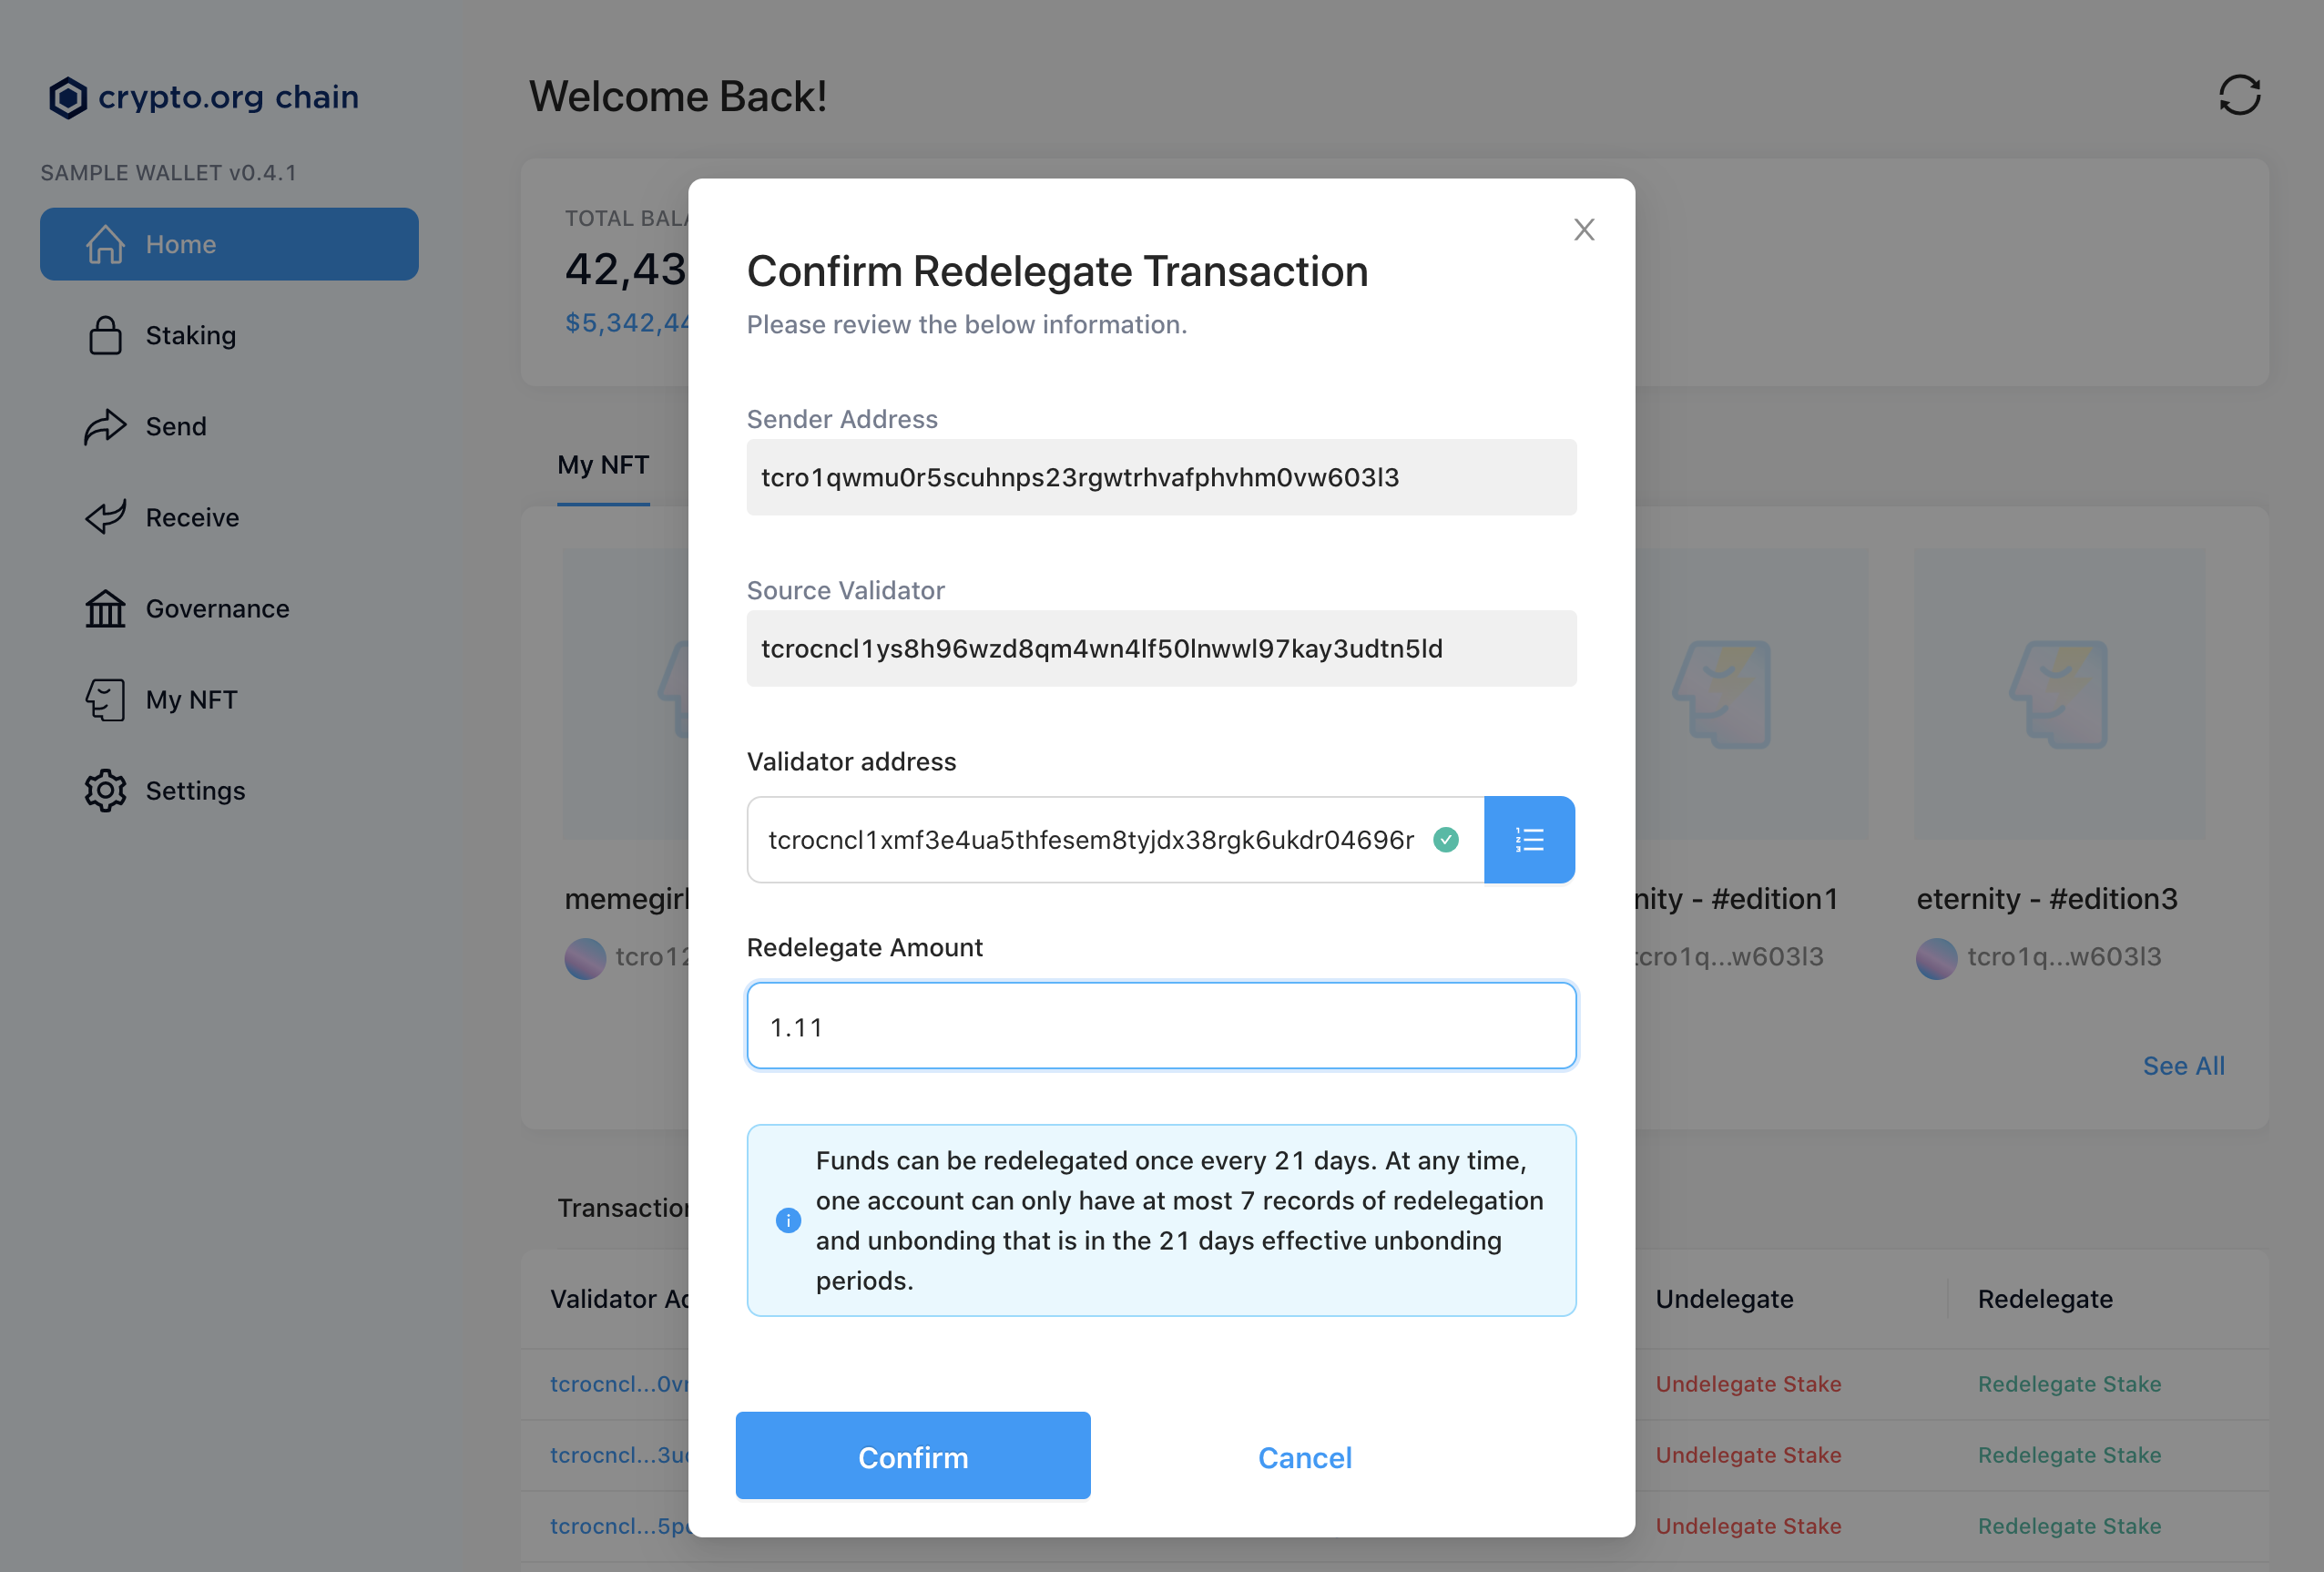 crypto.org chain
SAMPLE WALLET v0.4.1
Home
Staking
Send
Receive
Governance
My NFT
Settings
Welcome Back!
TOTAL
42,43
$5,342,44
My NFT
Confirm Redelegate Transaction
Please review the below information.
Sender Address
tcro1qwmu0r5scuhnps23rgwtrhvafphvhm0vw603l3
Source Validator
tcrocncl1ys8h96wzd8qm4wn4lf50lnwwl97kay3udtn5ld
Validator address
tcrocncl1xmf3e4ua5thfesem8tyjdx38rgk6ukdr04696r
Redelegate Amount
1.11
Funds can be redelegated once every 21 days. At any time,
one account can only have at most 7 records of redelegation
and unbonding that is in the 21 days effective unbonding
periods.
Confirm
Cancel
memegirl
tcro12
nity - #edition1
tcro1q...w603l3
eternity - #edition3
tcro1q...w603l3
See All
Transaction
Validator
Undelegate
Redelegate
tcrocncl...0v
Undelegate Stake
Redelegate Stake
tcrocncl...3u
Undelegate Stake
Redelegate Stake
tcrocncl...5p
Undelegate Stake
Redelegate Stake